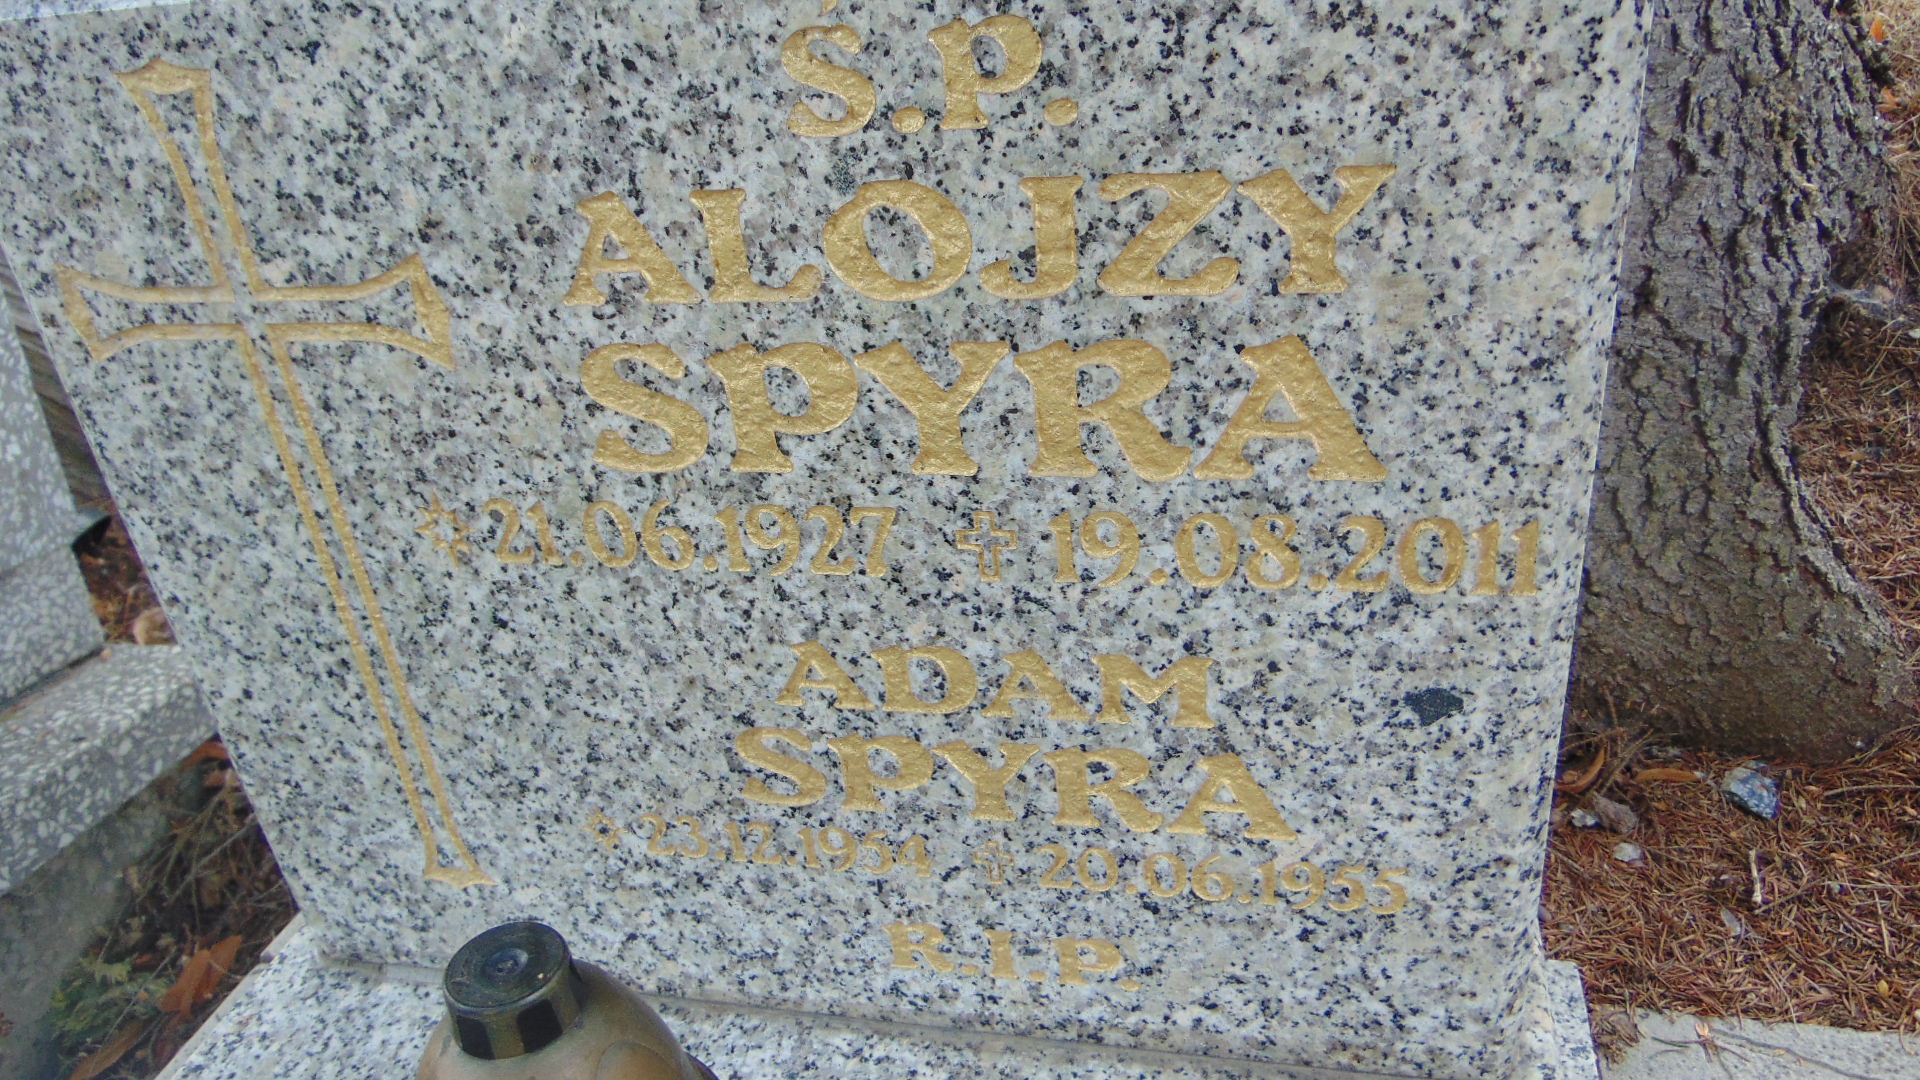 Ś.P.
ALOJZY
SPYRA
21.06.1927 19.08.2011
ADAM
SPYRA
23.12.1954 20.06.1955
R.I.P.